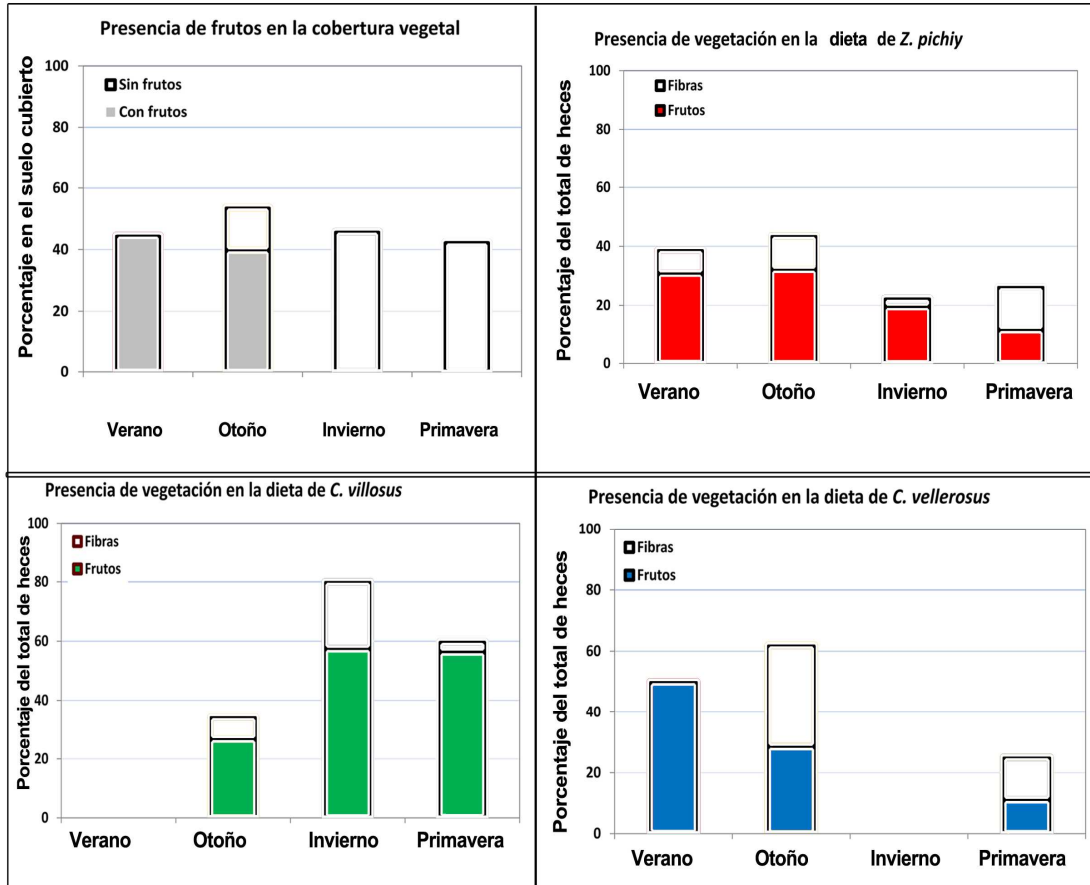 Presencia de frutos en la cobertura vegetal
Porcentaje en el suelo cubierto
Sin frutos
Con frutos
100
80
60
40
20
0
Verano Otoño Invierno Primavera
Presencia de vegetación en la dieta de Z. pichiy
Porcentaje del total de heces
Fibras
Frutos
100
80
60
40
20
0
Verano Otoño Invierno Primavera
Presencia de vegetación en la dieta de C. villosus
Porcentaje del total de heces
Fibras
Frutos
100
80
60
40
20
0
Verano Otoño Invierno Primavera
Presencia de vegetación en la dieta de C. vellerosus
Porcentaje del total de heces
Fibras
Frutos
100
80
60
40
20
0
Verano Otoño Invierno Primavera